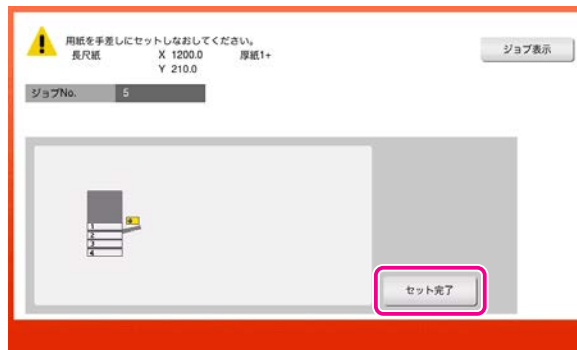 用紙を手差しにセットしなおしてください。
長尺紙 X 1200.0 厚紙1+
Y 210.0
ジョブ表示
ジョブNo. 5
1
2
3
4
セット完了